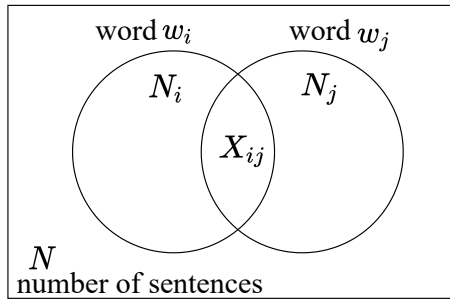 word w_i word w_j
N_i N_j
X_ij
N
number of sentences